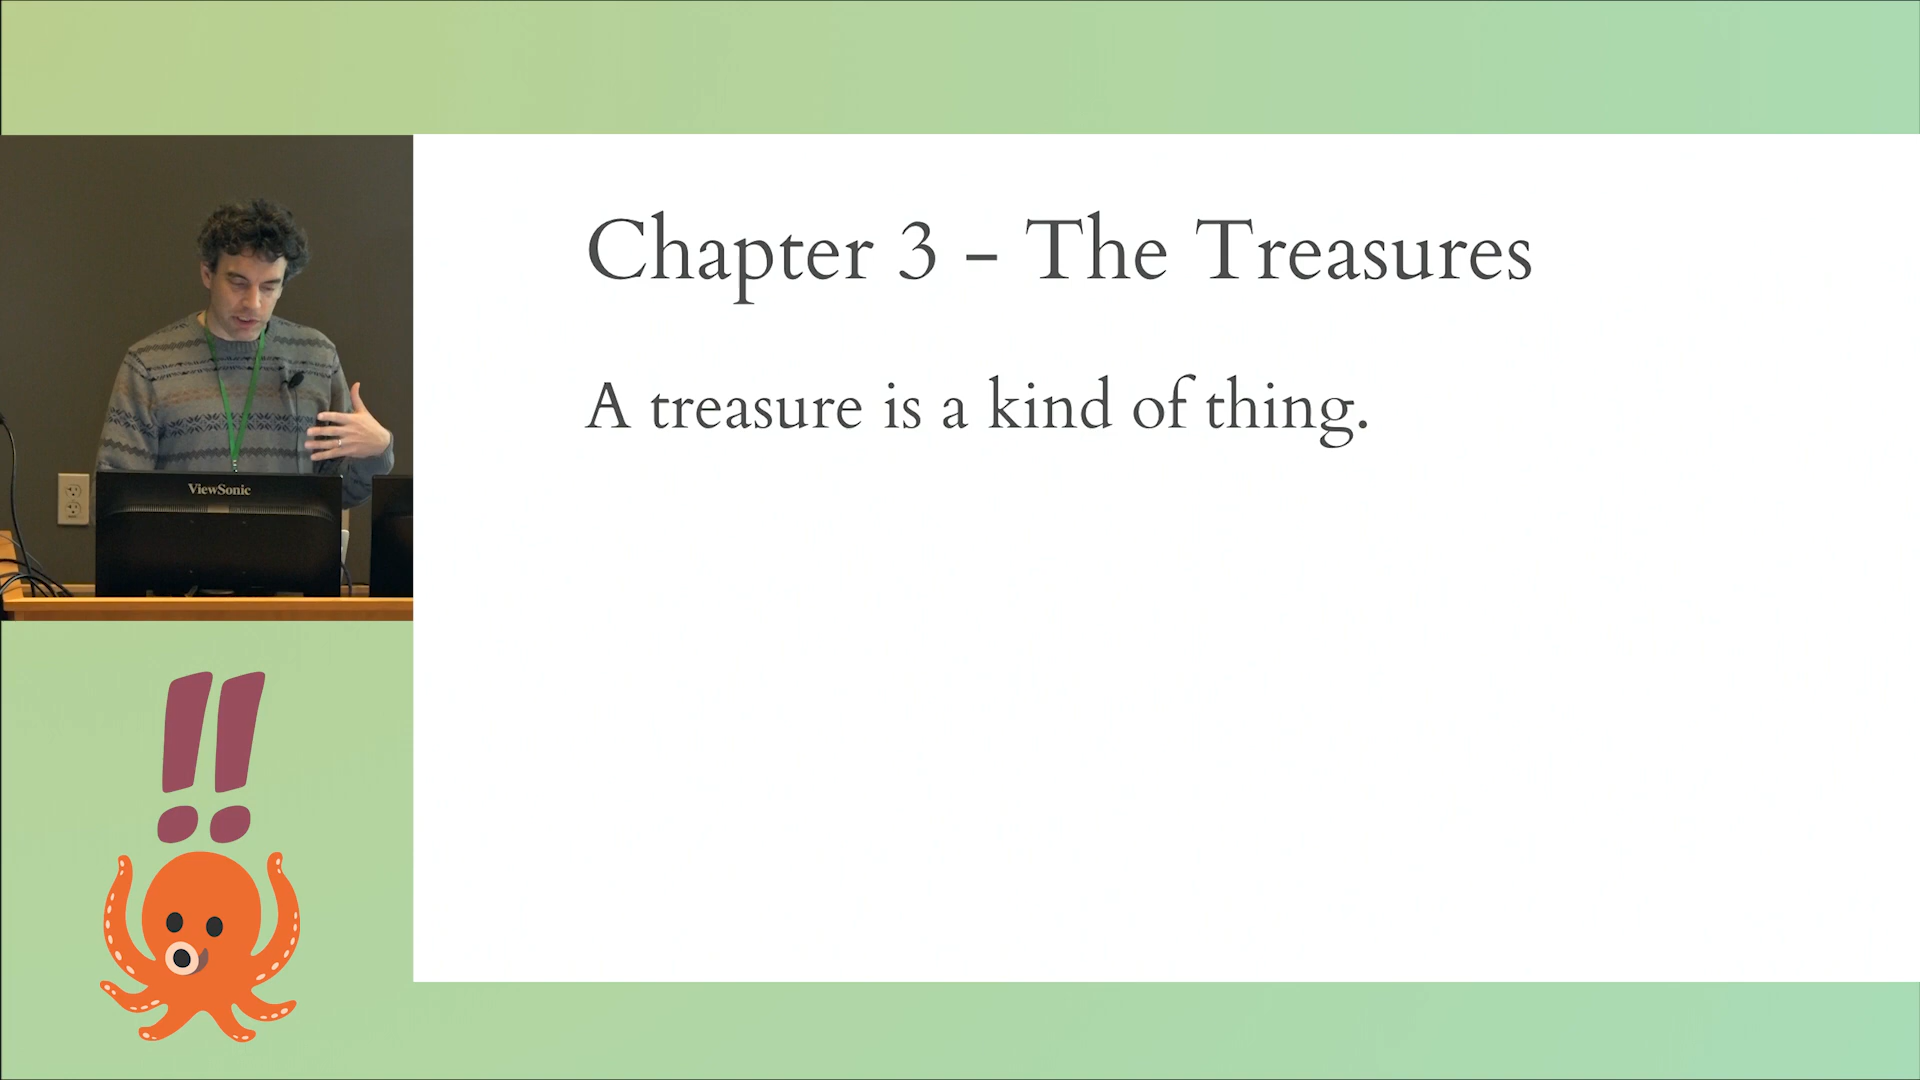 Chapter 3 - The Treasures
A treasure is a kind of thing.
ViewSonic
!!